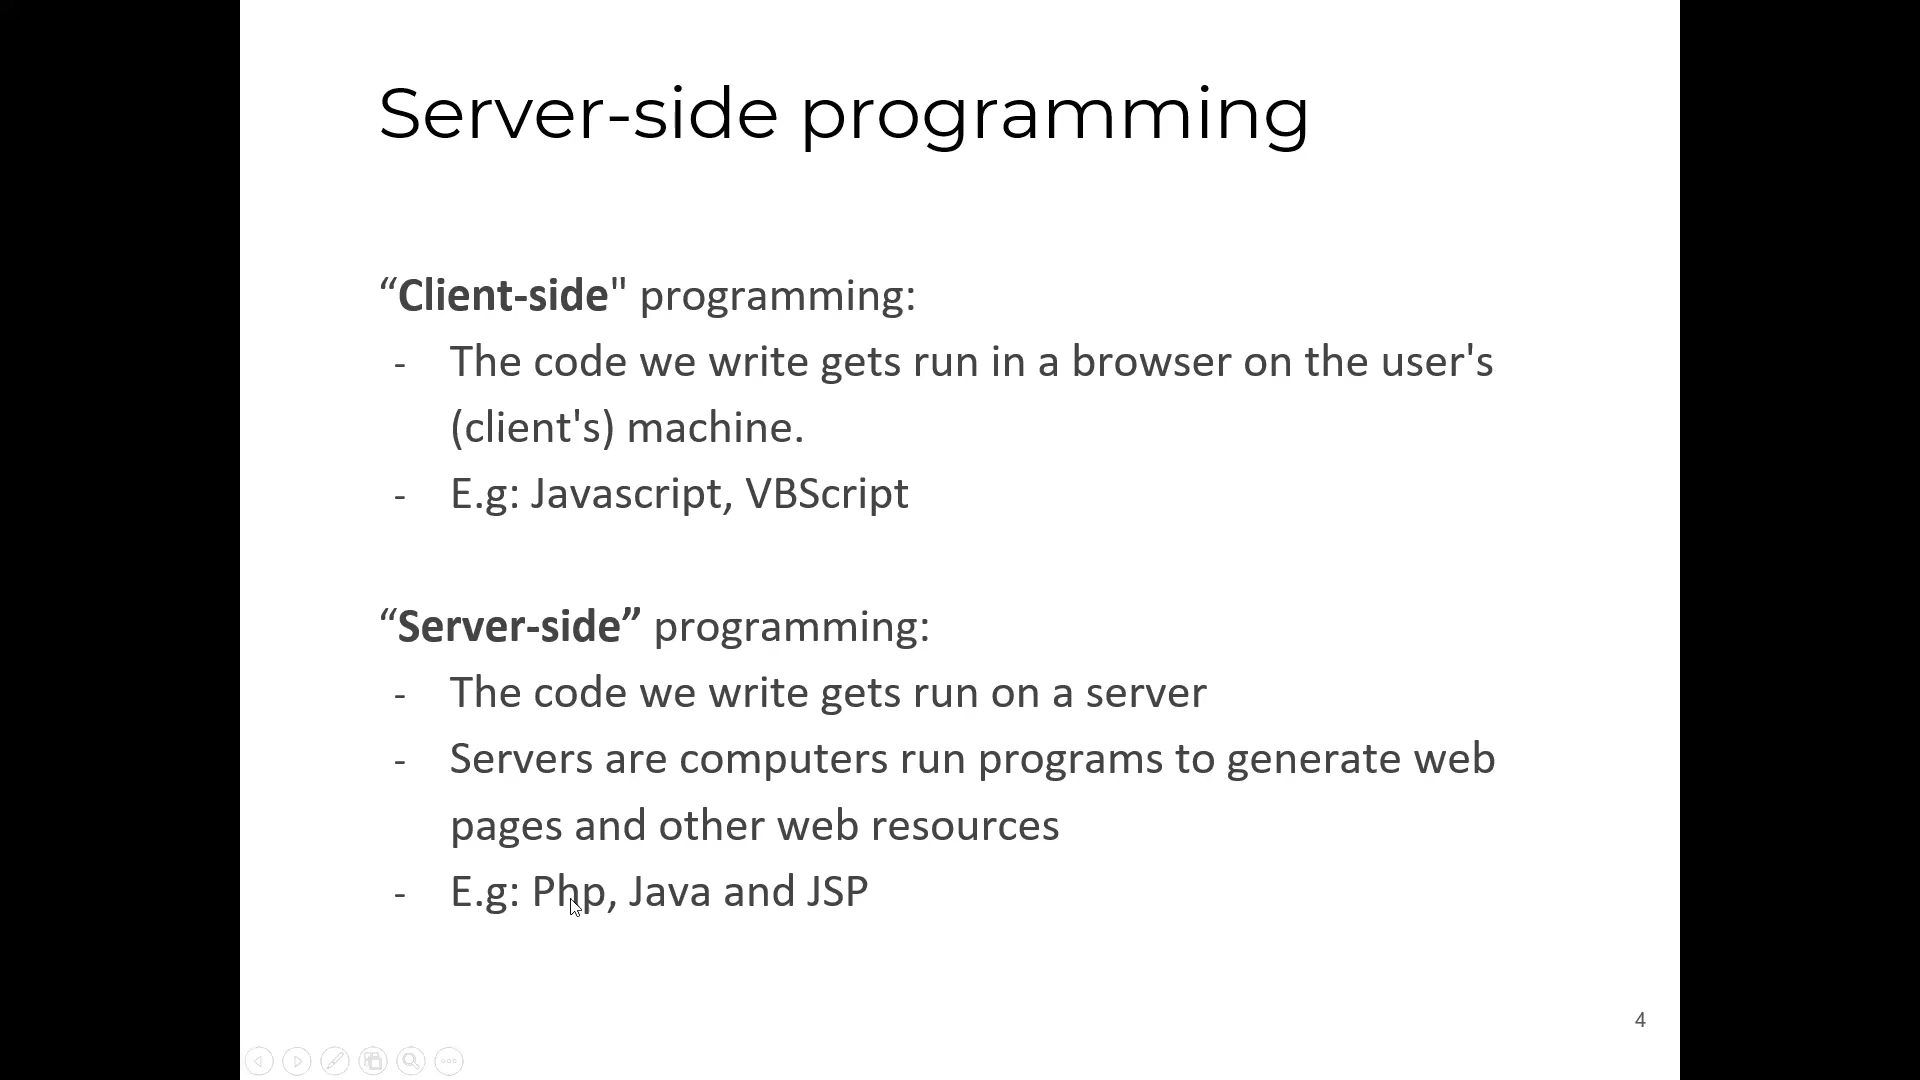 Server-side programming
“Client-side" programming:
- The code we write gets run in a browser on the user's
(client's) machine.
- E.g: Javascript, VBScript
“Server-side” programming:
- The code we write gets run on a server
- Servers are computers run programs to generate web
pages and other web resources
- E.g: Php, Java and JSP
4